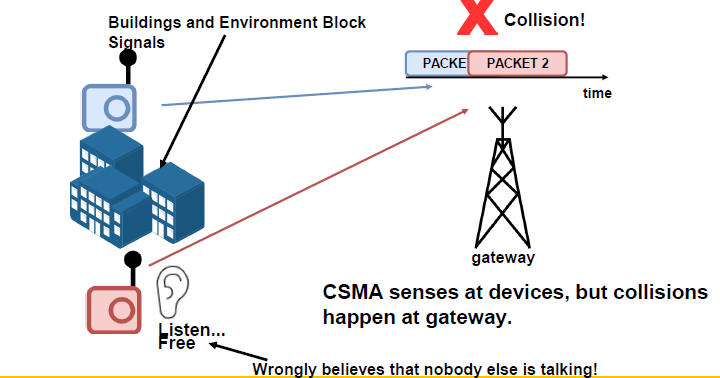 Buildings and Environment Block
Signals
Collision!
PACKE
PACKET 2
time
gateway
CSMA senses at devices, but collisions
happen at gateway.
Listen...
Free
Wrongly believes that nobody else is talking!